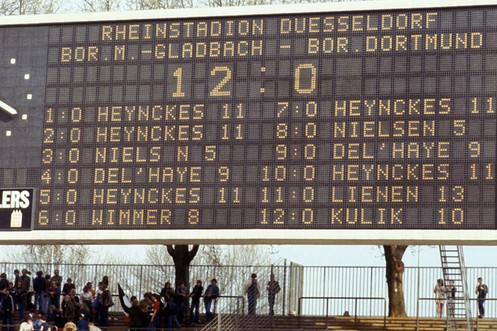 RHEINSTADION DUESSELDORF
BOR.M.-GLADBACH - BOR.DORTMUND
12:0
1:0 HEYNCKES 11 7:0 HEYNCKES 11
2:0 HEYNCKES 11 8:0 NIELSEN 5
3:0 NIELS N 5 9:0 DEL'HAYE 9
4:0 DEL'HAYE 9 10:0 HEYNCKES 11
5:0 HEYNCKES 11 11:0 LIENEN 13
6:0 WIMMER 8 12:0 KULIK 10
LERS